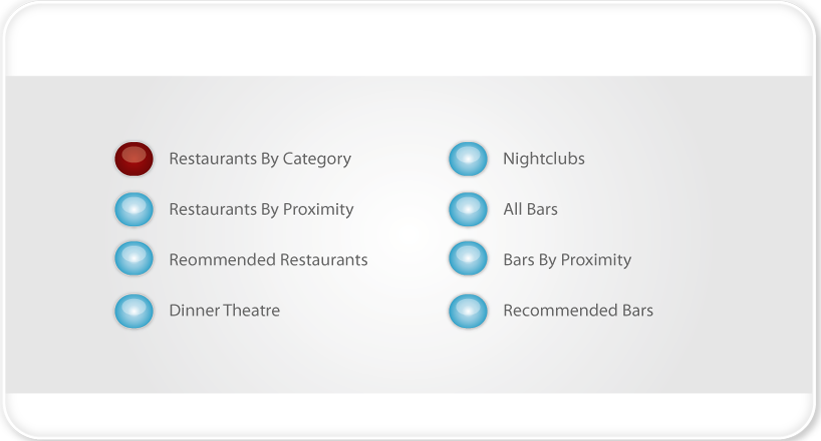 Restaurants By Category
Restaurants By Proximity
Reommended Restaurants
Dinner Theatre
Nightclubs
All Bars
Bars By Proximity
Recommended Bars